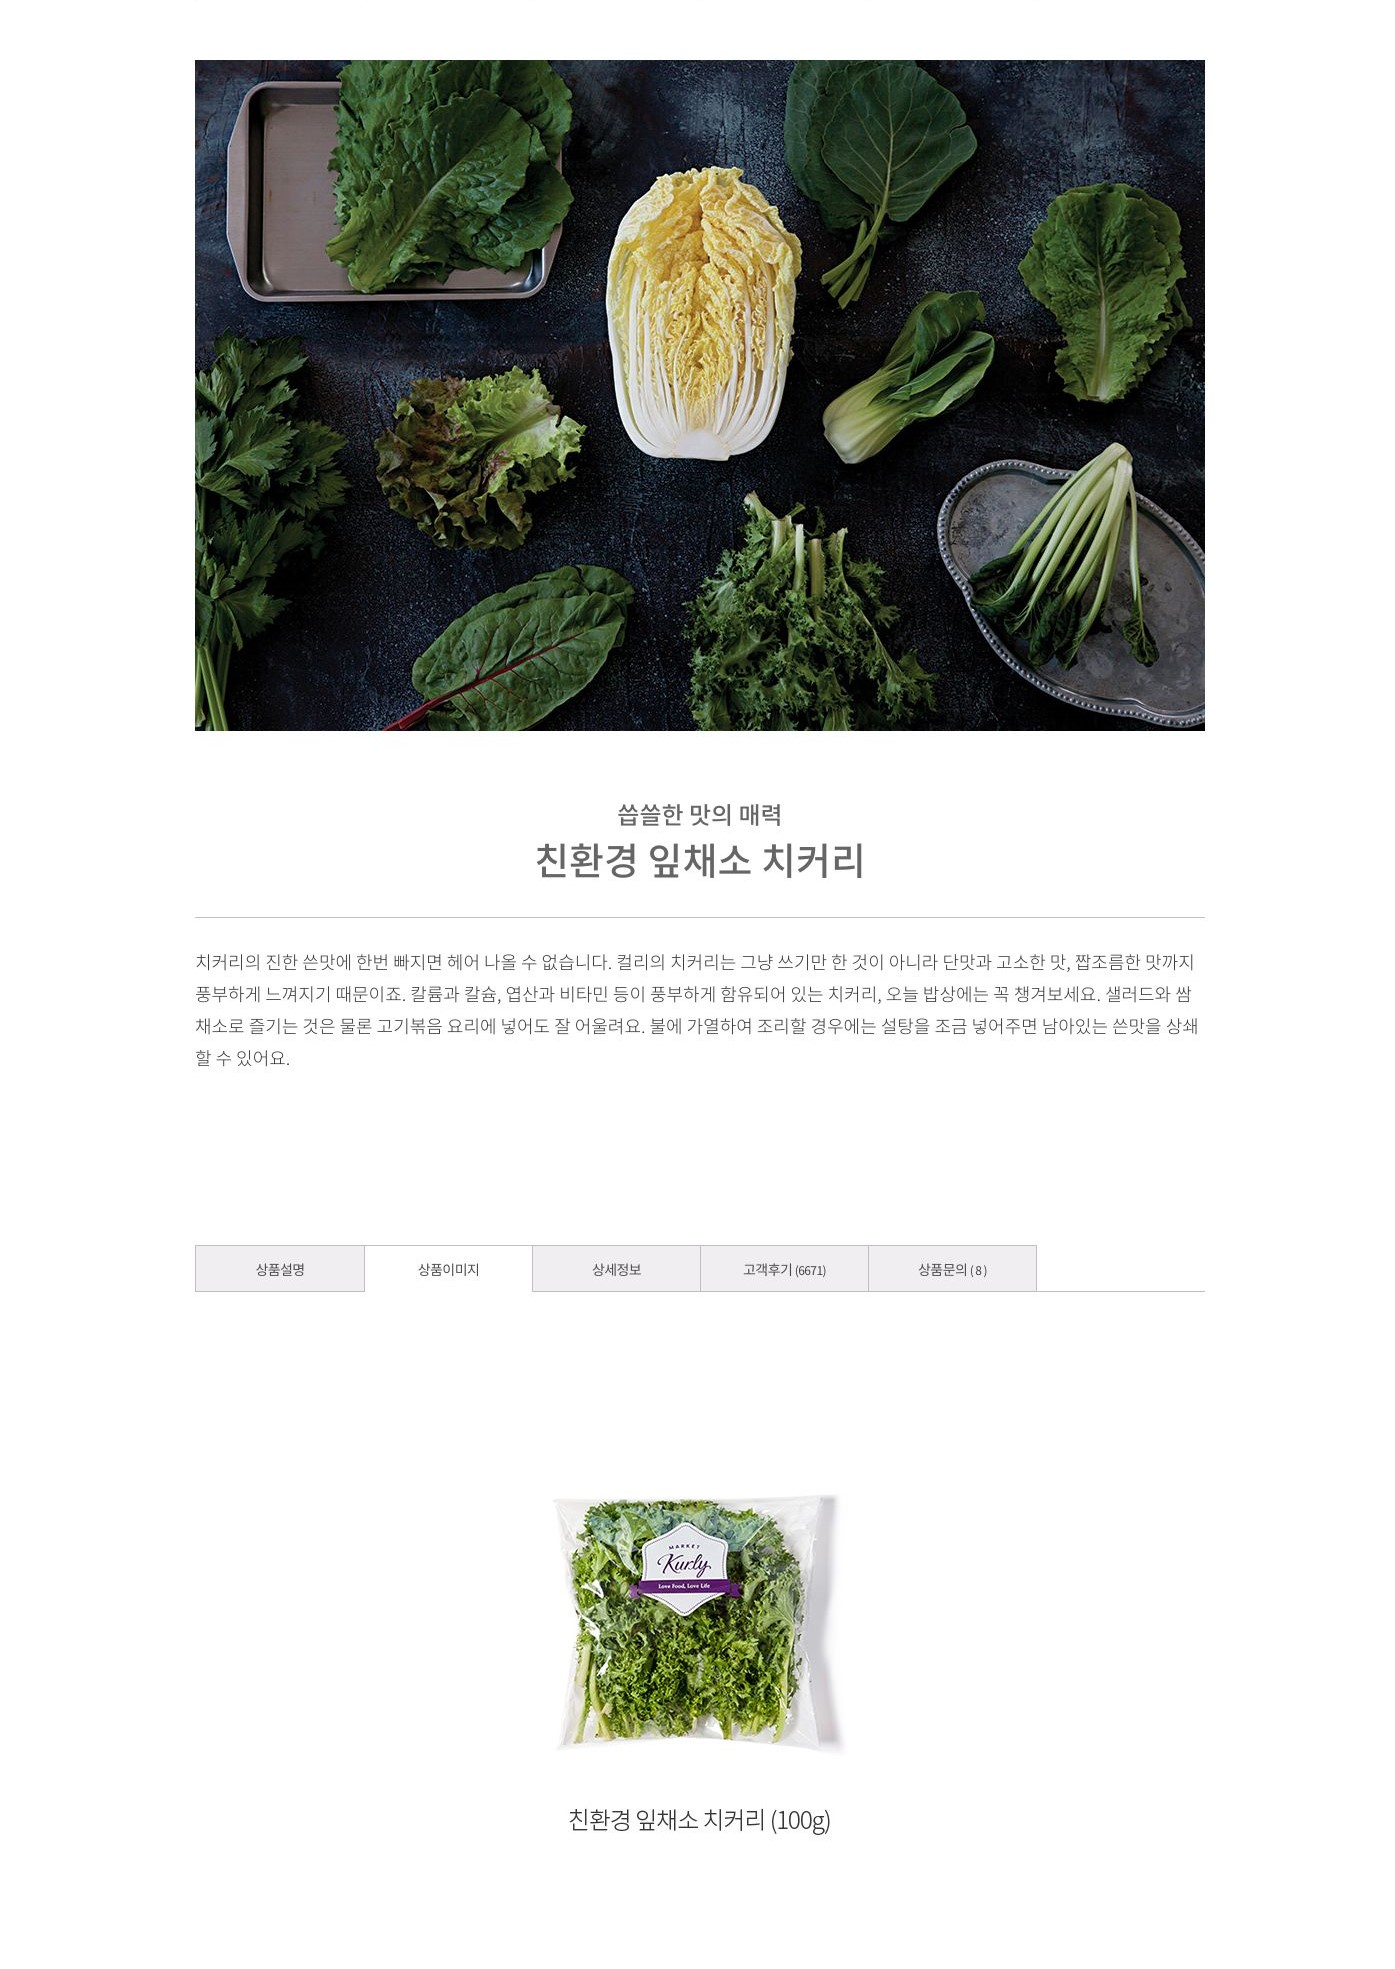 씁쓸한 맛의 매력
친환경 잎채소 치커리
치커리의 진한 쓴맛에 한번 빠지면 헤어 나올 수 없습니다. 컬리의 치커리는 그냥 쓰기만 한 것이 아니라 단맛과 고소한 맛, 짭조름한 맛까지
풍부하게 느껴지기 때문이죠. 칼륨과 칼슘, 엽산과 비타민 등이 풍부하게 함유되어 있는 치커리, 오늘 밥상에는 꼭 챙겨보세요. 샐러드와 쌈
채소로 즐기는 것은 물론 고기볶음 요리에 넣어도 잘 어울려요. 불에 가열하여 조리할 경우에는 설탕을 조금 넣어주면 남아있는 쓴맛을 상쇄
할 수 있어요.
상품설명 상품이미지 상세정보 고객후기 (6671) 상품문의 ( 8 )
MARKET
Kurly
Love Food, Love Life
친환경 잎채소 치커리 (100g)